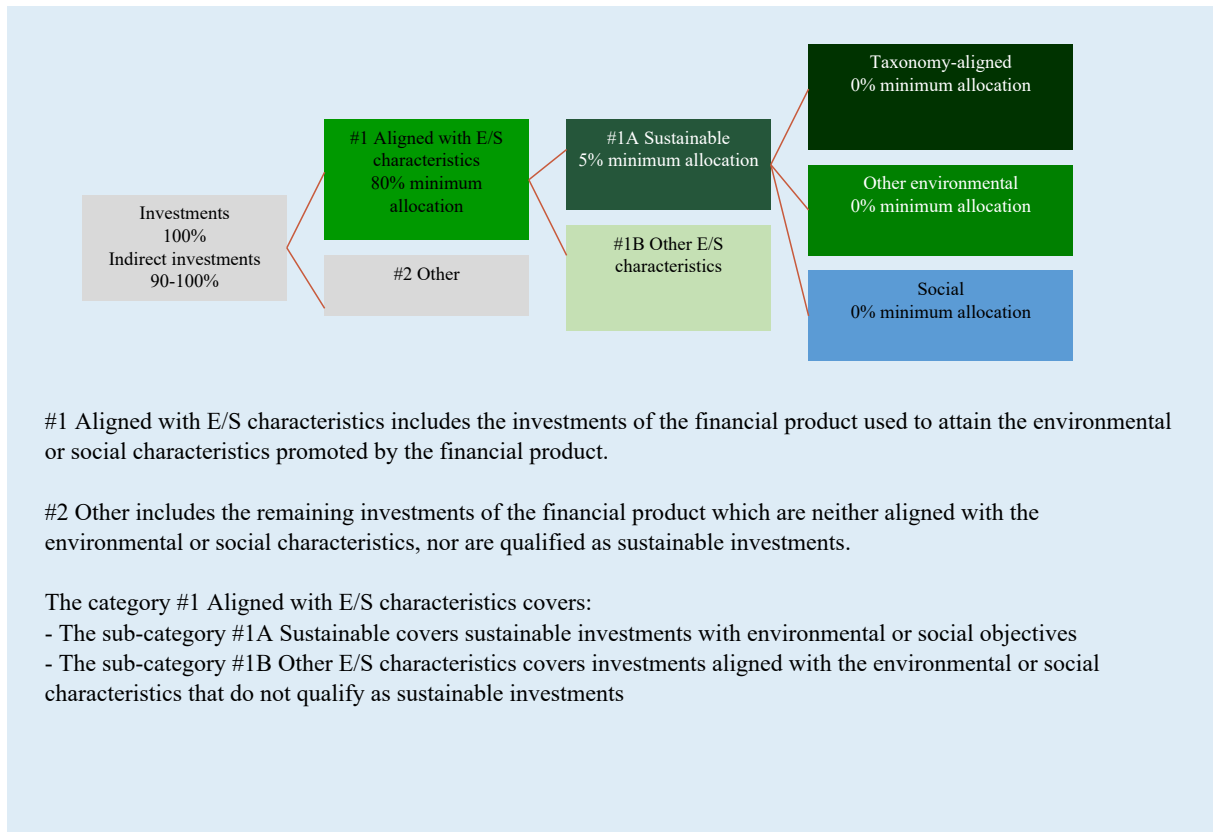 Investments
100%
Indirect investments
90-100%
#1 Aligned with E/S
characteristics
80% minimum
allocation
#2 Other
#1A Sustainable
5% minimum allocation
#1B Other E/S
characteristics
Taxonomy-aligned
0% minimum allocation
Other environmental
0% minimum allocation
Social
0% minimum allocation
#1 Aligned with E/S characteristics includes the investments of the financial product used to attain the environmental
or social characteristics promoted by the financial product.
#2 Other includes the remaining investments of the financial product which are neither aligned with the
environmental or social characteristics, nor are qualified as sustainable investments.
The category #1 Aligned with E/S characteristics covers:
- The sub-category #1A Sustainable covers sustainable investments with environmental or social objectives
- The sub-category #1B Other E/S characteristics covers investments aligned with the environmental or social
characteristics that do not qualify as sustainable investments